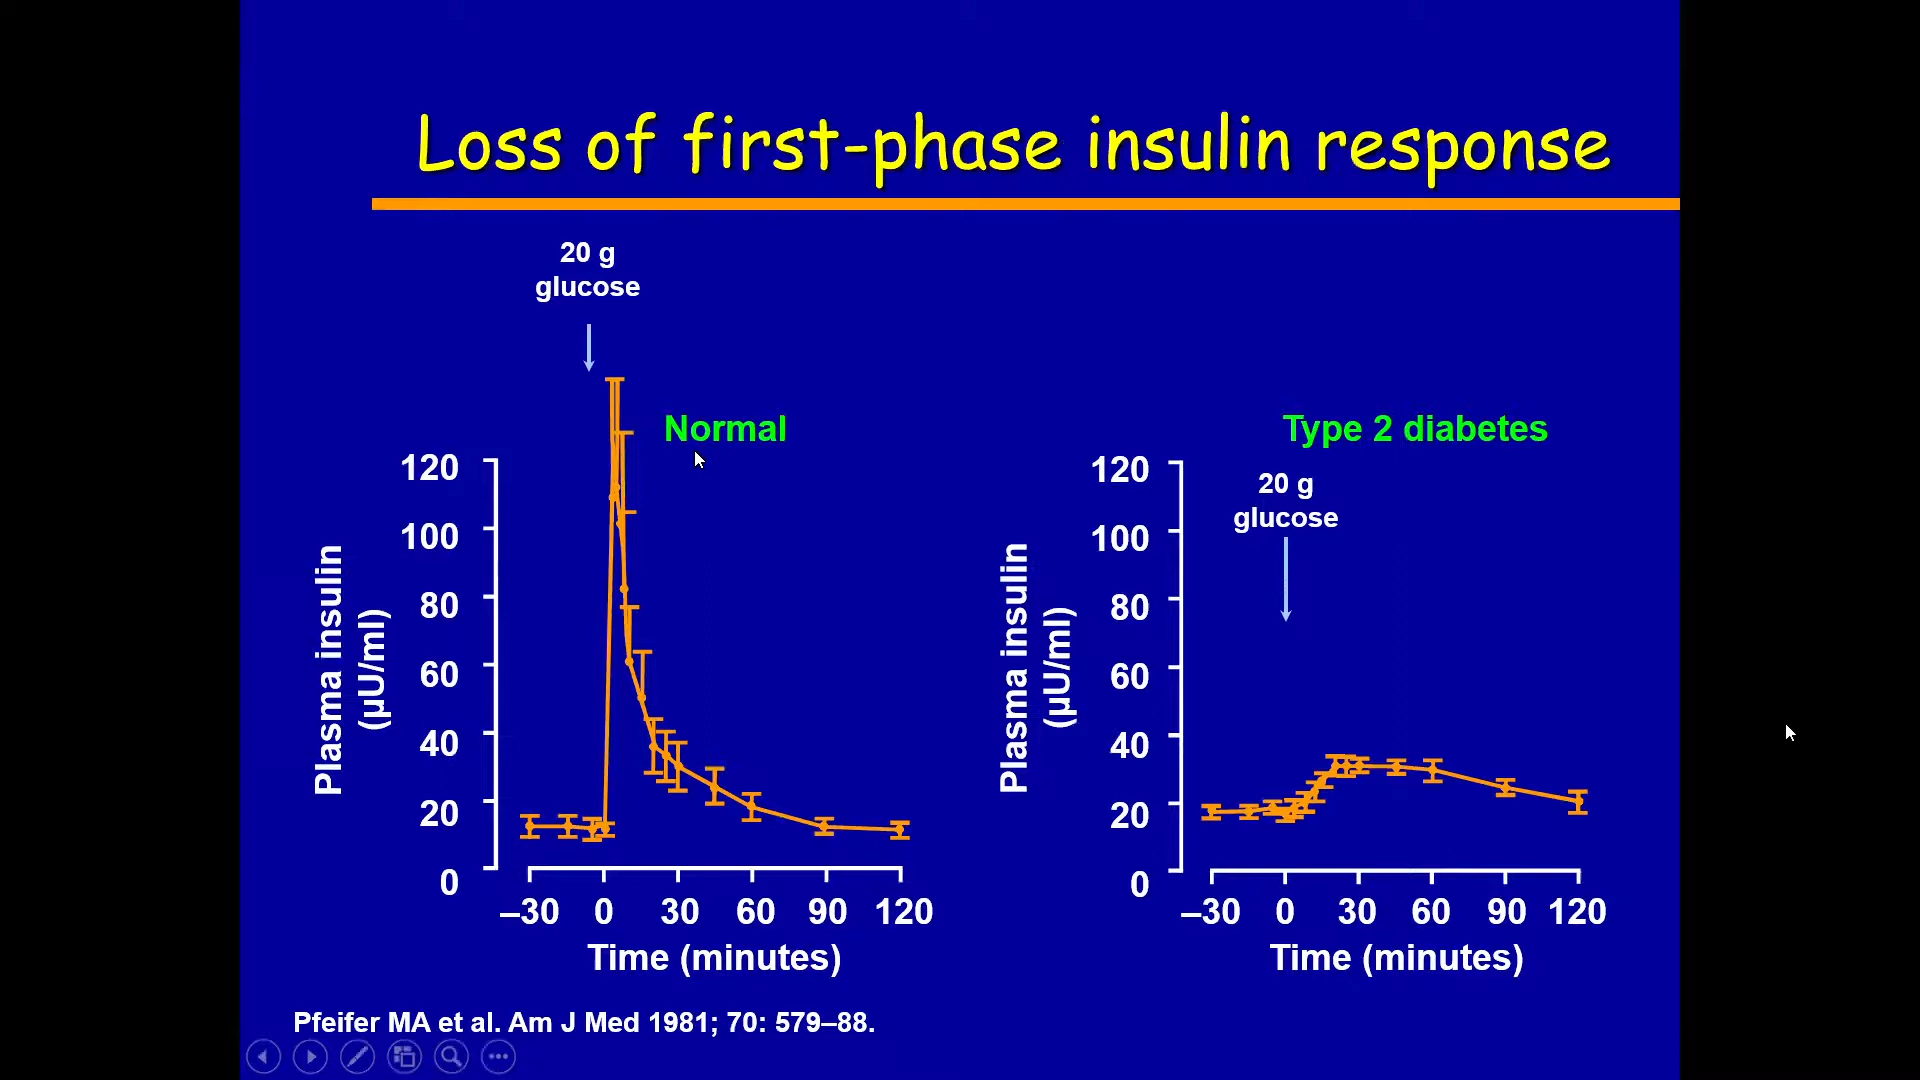 Loss of first-phase insulin response
20 g
glucose
Normal
120
100
80
60
40
20
0
Plasma insulin
(µU/ml)
–30 0 30 60 90 120
Time (minutes)
Type 2 diabetes
20 g
glucose
120
100
80
60
40
20
0
Plasma insulin
(µU/ml)
–30 0 30 60 90 120
Time (minutes)
Pfeifer MA et al. Am J Med 1981; 70: 579–88.